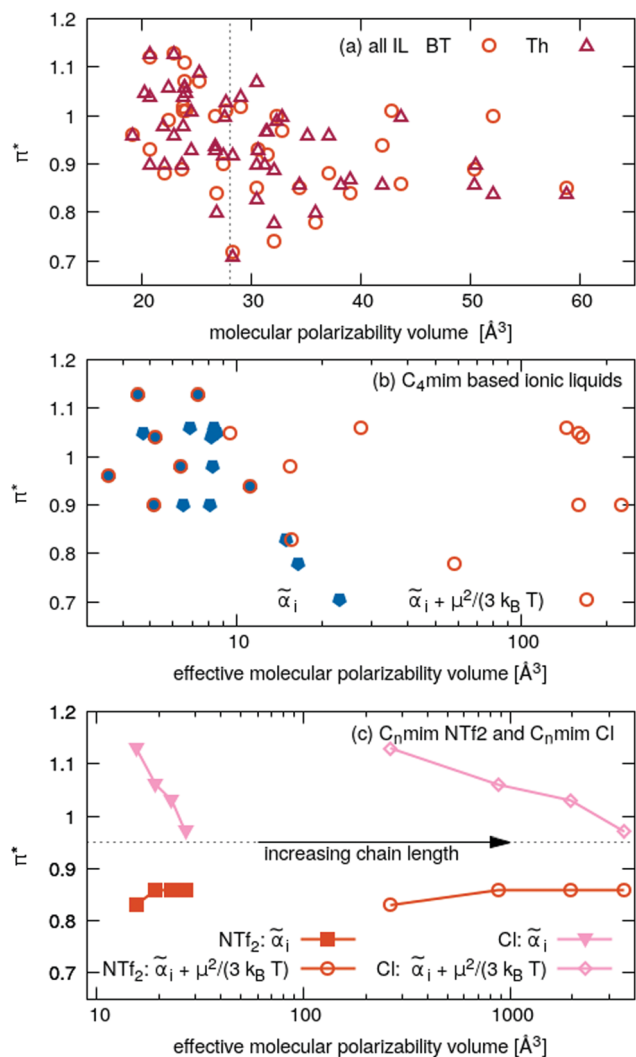 1.2
(a) all IL BT Th
1.1
1
π*
0.9
0.8
0.7
20 30 40 50 60
molecular polarizability volume [Å³]
1.2
(b) C₄mim based ionic liquids
1.1
1
π*
0.9
0.8
0.7
α̃ᵢ α̃ᵢ + μ²/(3 k_B T)
10 100
effective molecular polarizability volume [Å³]
1.2
(c) Cₙmim NTf2 and Cₙmim Cl
1.1
1
π*
increasing chain length
0.9
0.8
NTf₂: α̃ᵢ Cl: α̃ᵢ
NTf₂: α̃ᵢ + μ²/(3 k_B T) Cl: α̃ᵢ + μ²/(3 k_B T)
0.7
10 100 1000
effective molecular polarizability volume [Å³]